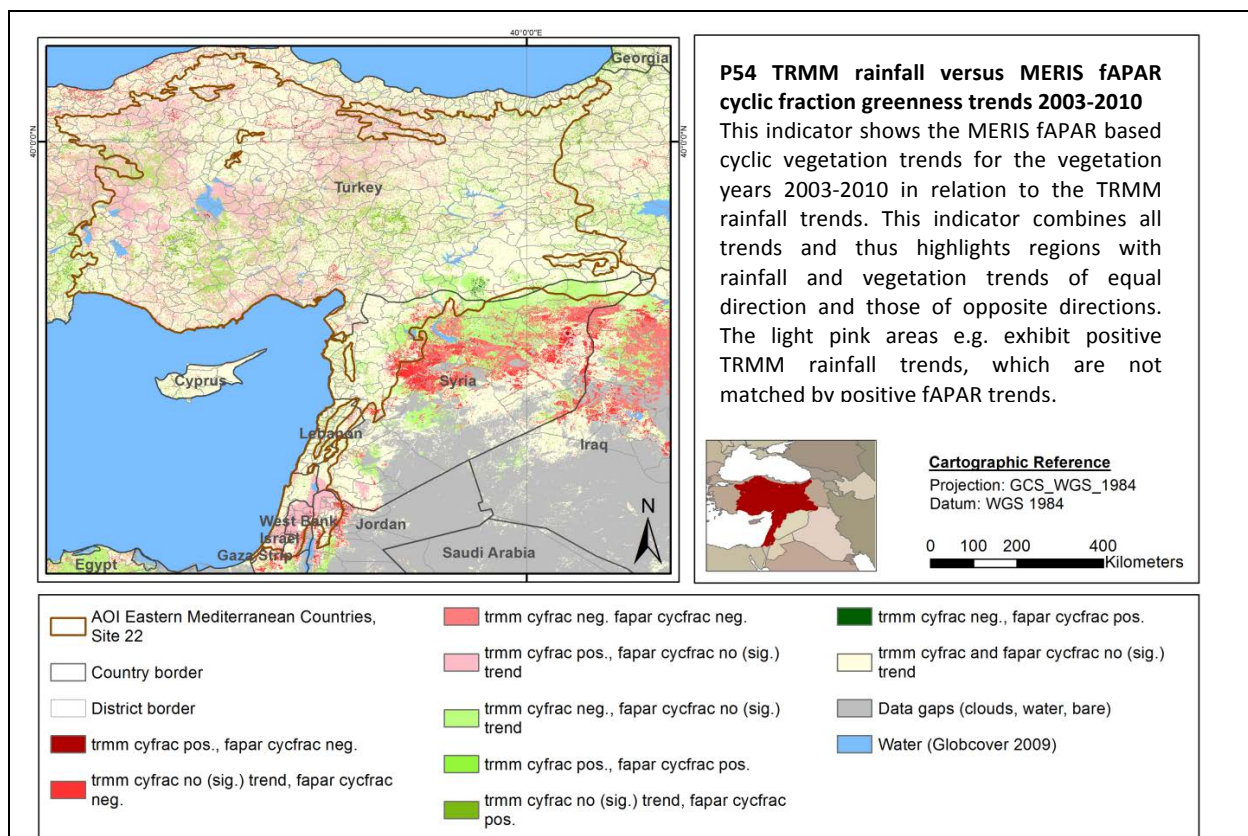 40°0'0"E
40°0'0"N
40°0'0"N
Georgia
Turkey
Cyprus
Syria
Lebanon
Iraq
West Bank
Israel
Jordan
Gaza Strip
Saudi Arabia
Egypt
N
P54 TRMM rainfall versus MERIS fAPAR
cyclic fraction greenness trends 2003-2010
This indicator shows the MERIS fAPAR based
cyclic vegetation trends for the vegetation
years 2003-2010 in relation to the TRMM
rainfall trends. This indicator combines all
trends and thus highlights regions with
rainfall and vegetation trends of equal
direction and those of opposite directions.
The light pink areas e.g. exhibit positive
TRMM rainfall trends, which are not
matched by positive fAPAR trends.
Cartographic Reference
Projection: GCS_WGS_1984
Datum: WGS 1984
0 100 200 400
Kilometers
AOI Eastern Mediterranean Countries,
Site 22
Country border
District border
trmm cyfrac pos., fapar cycfrac neg.
trmm cyfrac no (sig.) trend, fapar cycfrac
neg.
trmm cyfrac neg. fapar cycfrac neg.
trmm cyfrac pos., fapar cycfrac no (sig.)
trend
trmm cyfrac neg., fapar cycfrac no (sig.)
trend
trmm cyfrac pos., fapar cycfrac pos.
trmm cyfrac no (sig.) trend, fapar cycfrac
pos.
trmm cyfrac neg., fapar cycfrac pos.
trmm cyfrac and fapar cycfrac no (sig.)
trend
Data gaps (clouds, water, bare)
Water (Globcover 2009)